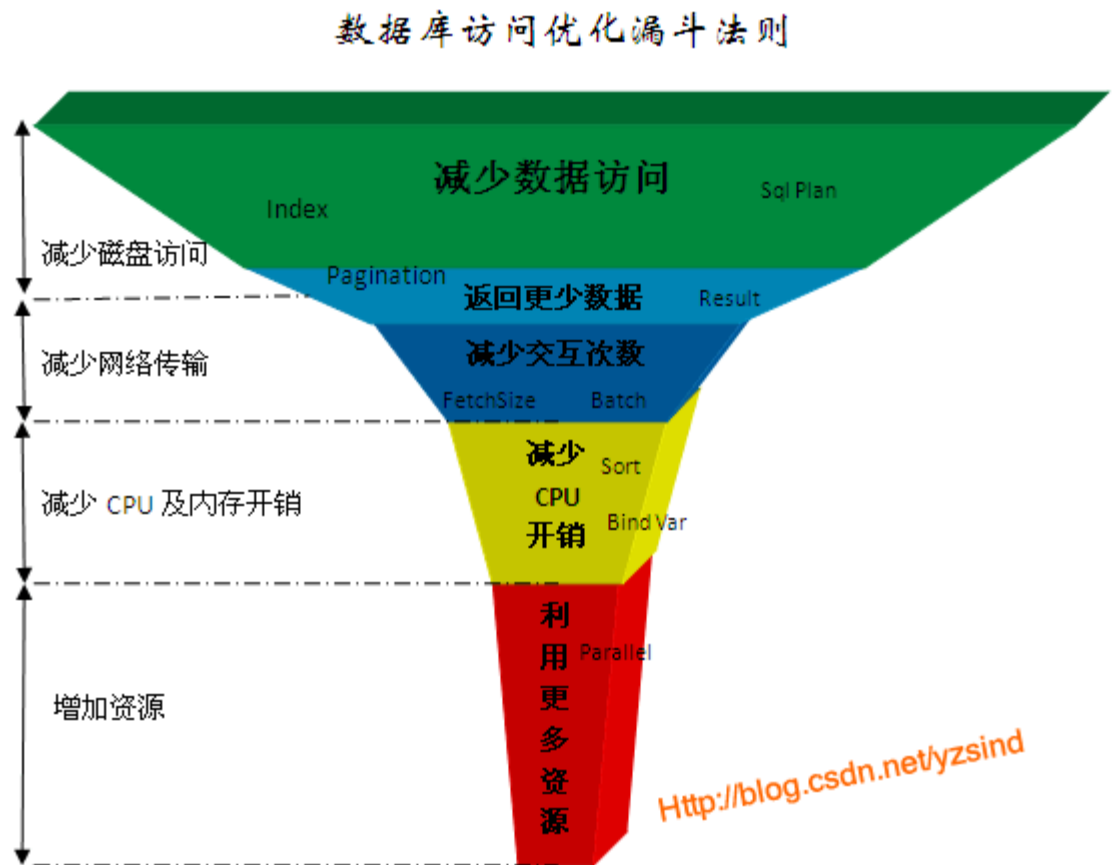 数据库访问优化漏斗法则
减少数据访问
Sql Plan
Index
减少磁盘访问
Pagination
返回更少数据
Result
减少交互次数
减少网络传输
FetchSize
Batch
减少
Sort
CPU
开销
Bind Var
减少 CPU 及内存开销
利
用
更
多
资
源
Parallel
增加资源
Http://blog.csdn.net/yzsind